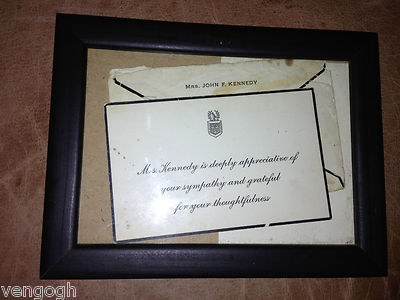 MRS. JOHN F. KENNEDY
Mrs. Kennedy is deeply appreciative of
your sympathy and grateful
for your thoughtfulness
vengogh